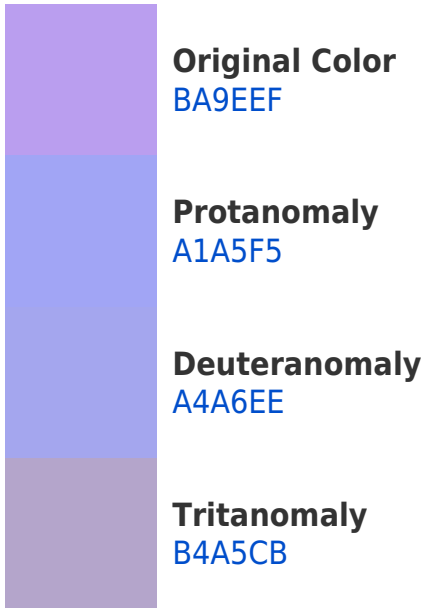 Original Color
BA9EEF
Protanomaly
A1A5F5
Deuteranomaly
A4A6EE
Tritanomaly
B4A5CB